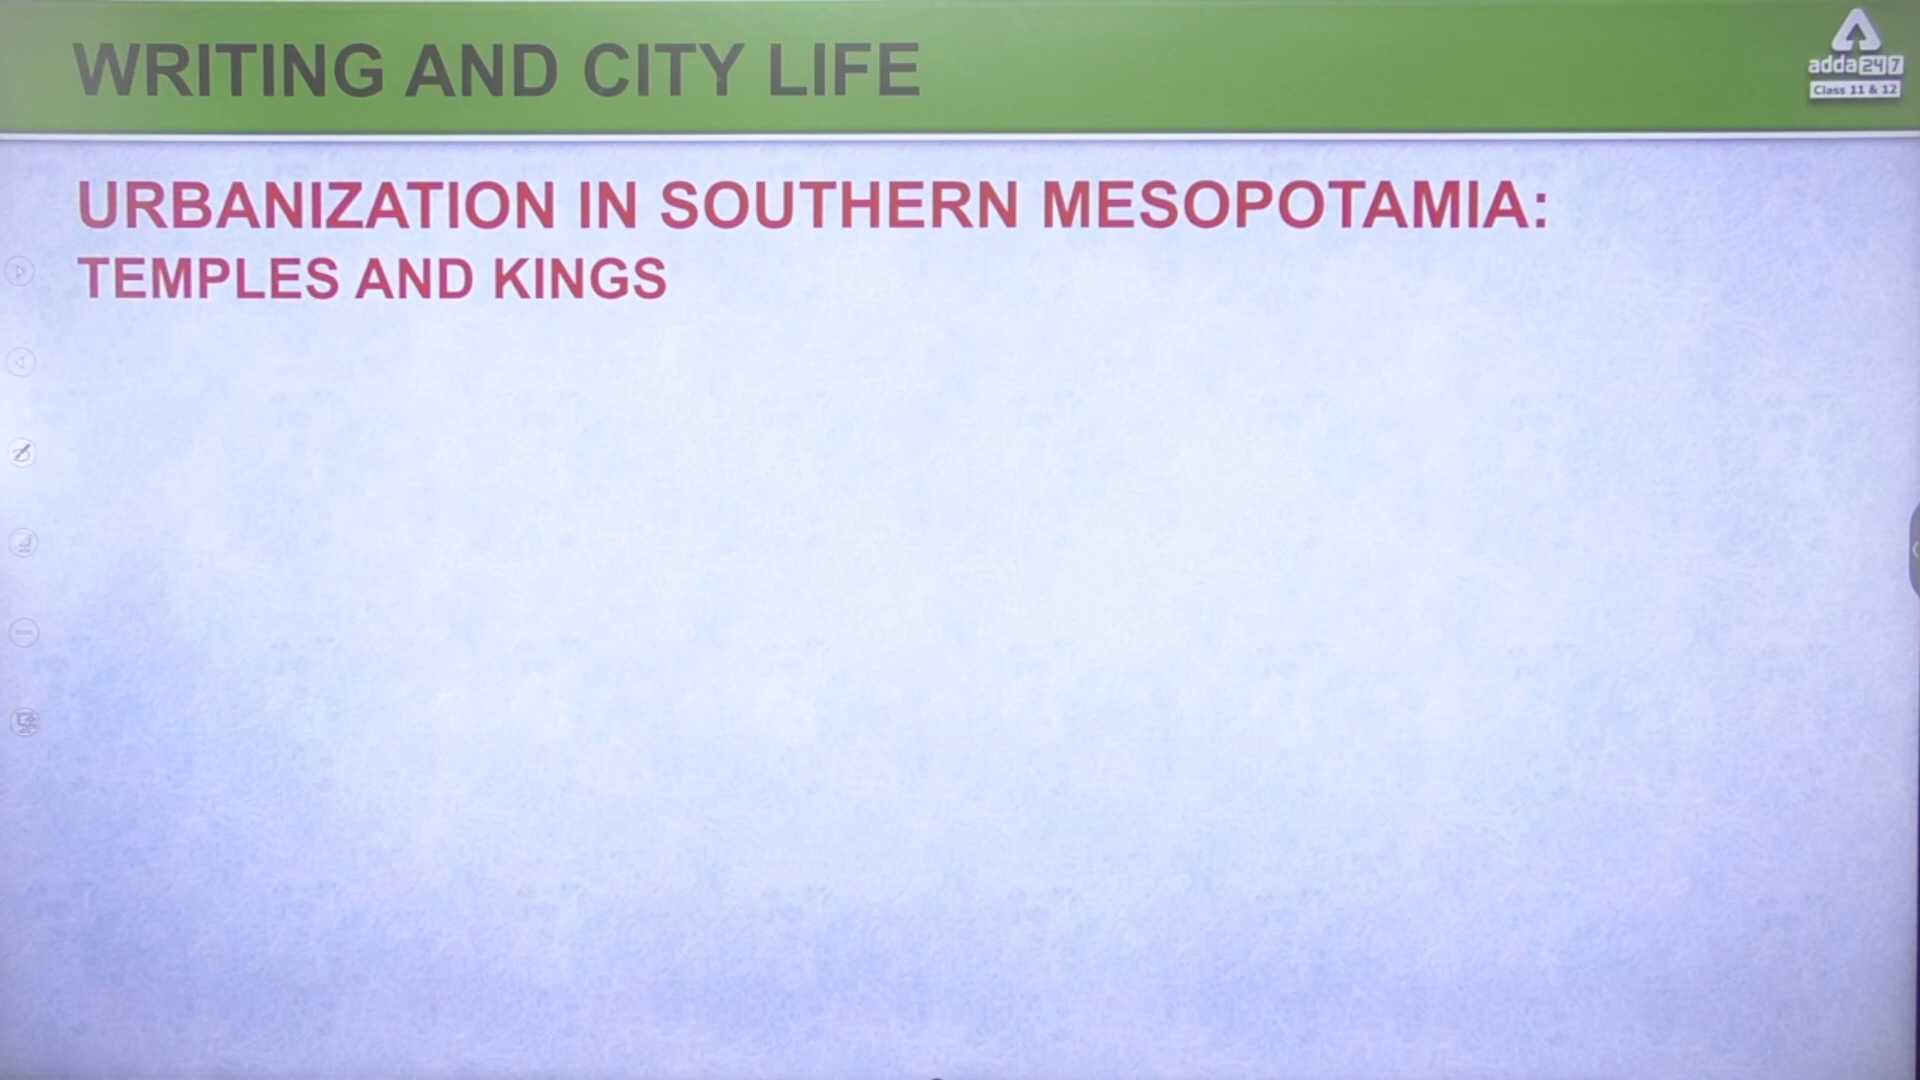 WRITING AND CITY LIFE
adda247
Class 11 & 12
URBANIZATION IN SOUTHERN MESOPOTAMIA:
TEMPLES AND KINGS